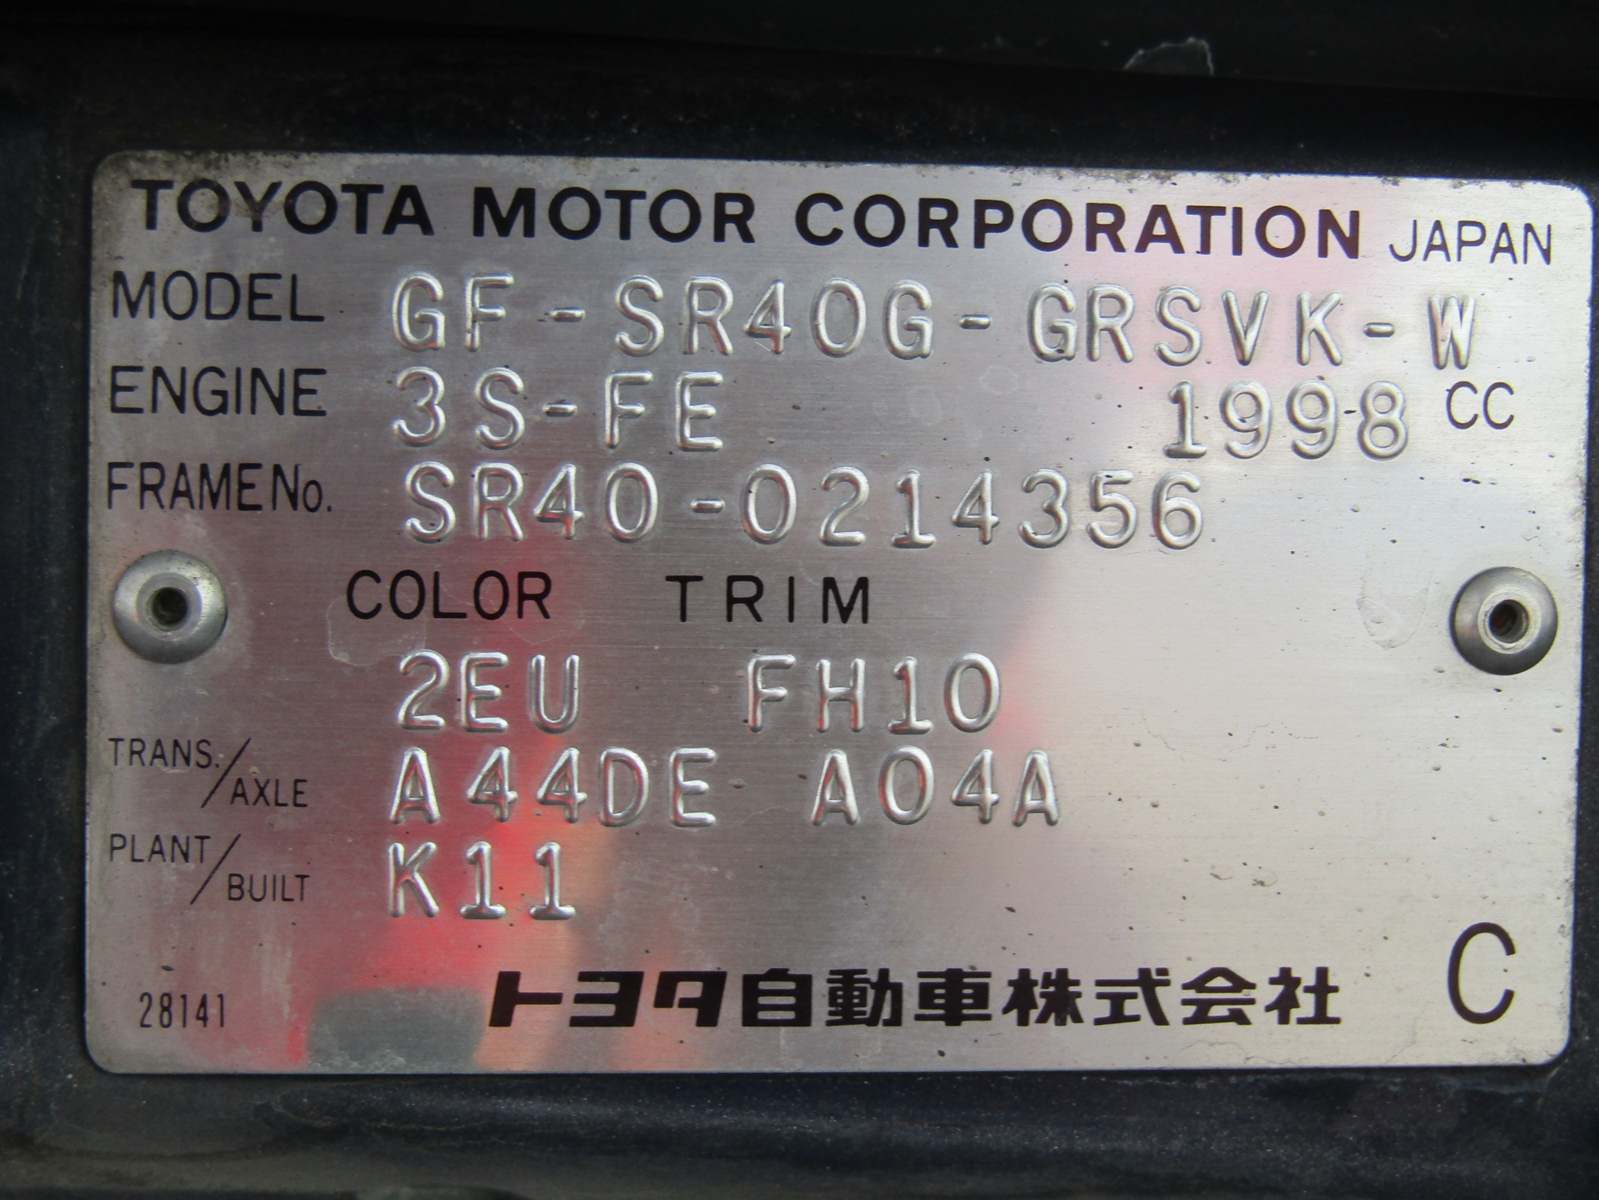 TOYOTA MOTOR CORPORATION JAPAN
MODEL GF-SR40G-GRSVK-W
ENGINE 3S-FE 1998 CC
FRAME No. SR40-0214356
COLOR TRIM
2EU FH10
TRANS./AXLE A44DE A04A
PLANT/BUILT K11
28141 トヨタ自動車株式会社 C